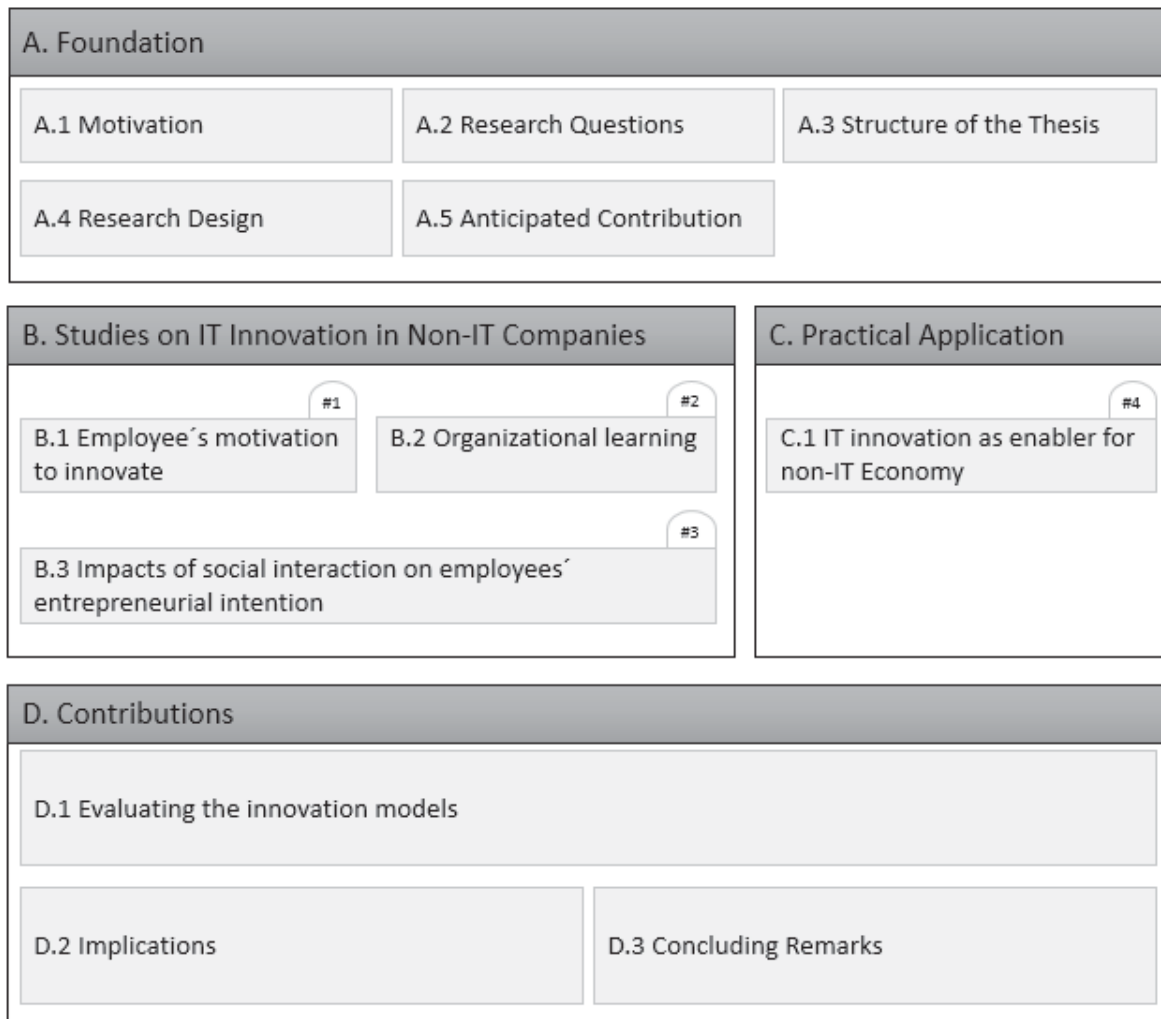 A. Foundation
A.1 Motivation
A.2 Research Questions
A.3 Structure of the Thesis
A.4 Research Design
A.5 Anticipated Contribution
B. Studies on IT Innovation in Non-IT Companies
#1
B.1 Employee´s motivation
to innovate
#2
B.2 Organizational learning
#3
B.3 Impacts of social interaction on employees´
entrepreneurial intention
C. Practical Application
#4
C.1 IT innovation as enabler for
non-IT Economy
D. Contributions
D.1 Evaluating the innovation models
D.2 Implications
D.3 Concluding Remarks